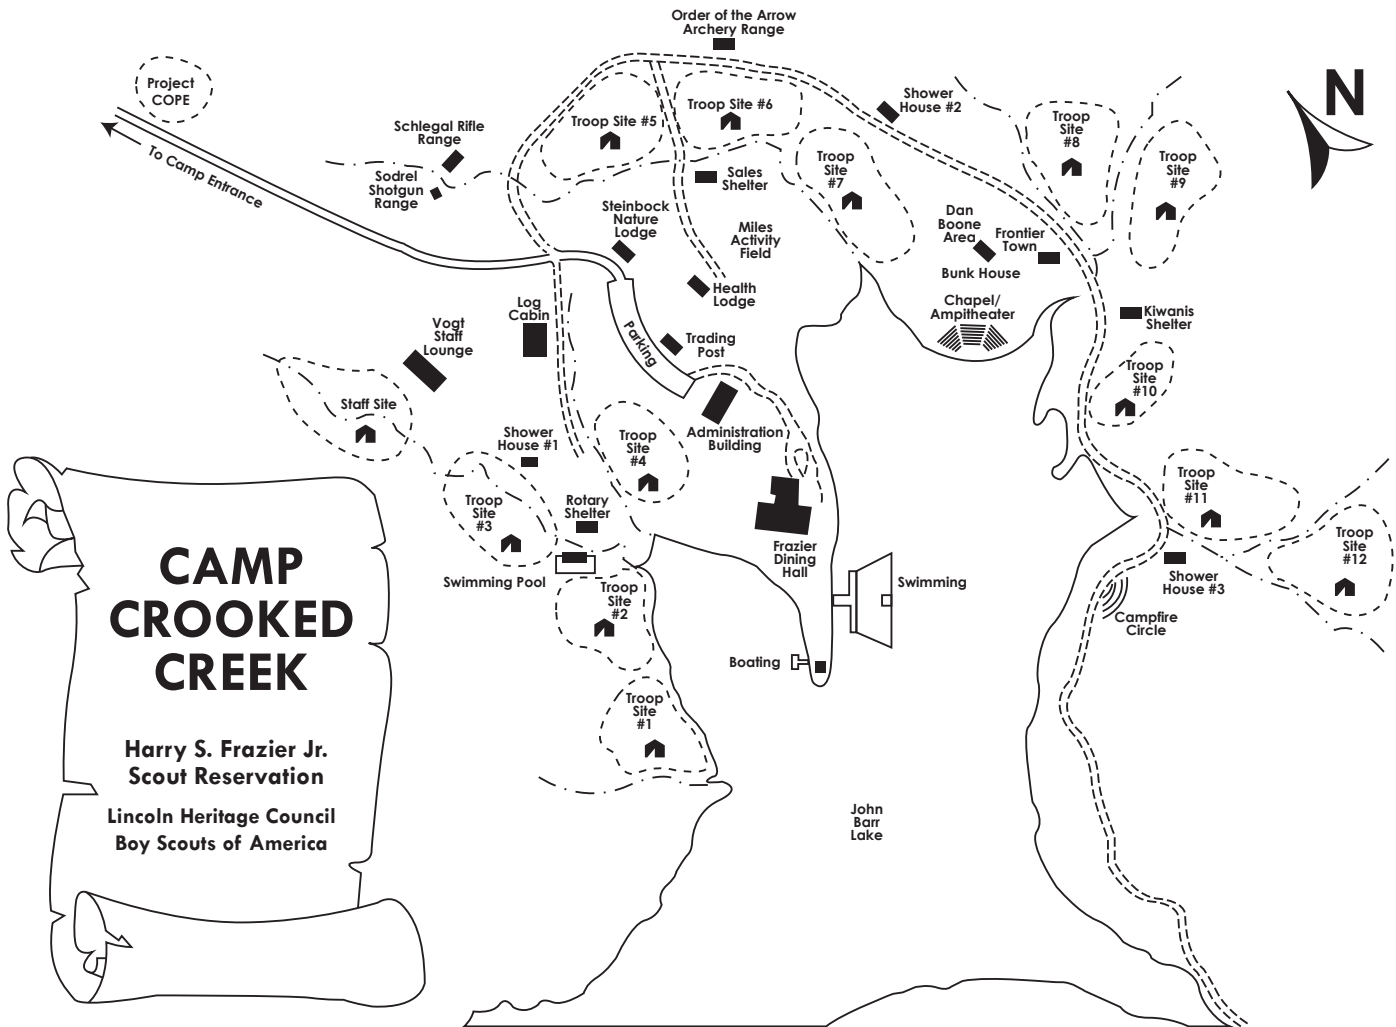 Order of the Arrow
Archery Range
N
Project
COPE
To Camp Entrance
Schlegal Rifle
Range
Sodrel
Shotgun
Range
Troop Site #5
Troop Site #6
Shower
House #2
Troop
Site
#7
Troop
Site
#8
Troop
Site
#9
Sales
Shelter
Steinbock
Nature
Lodge
Miles
Activity
Field
Dan
Boone
Area
Frontier
Town
Bunk House
Health
Lodge
Chapel/
Ampitheater
Kiwanis
Shelter
Log
Cabin
Vogt
Staff
Lounge
Parking
Trading
Post
Troop
Site
#10
Staff Site
Administration
Building
Shower
House #1
Troop
Site
#4
Troop
Site
#3
Rotary
Shelter
Troop
Site
#11
Troop
Site
#12
Frazier
Dining
Hall
Swimming Pool
Swimming
Shower
House #3
Troop
Site
#2
Campfire
Circle
Boating
Troop
Site
#1
John
Barr
Lake
CAMP
CROOKED
CREEK
Harry S. Frazier Jr.
Scout Reservation
Lincoln Heritage Council
Boy Scouts of America